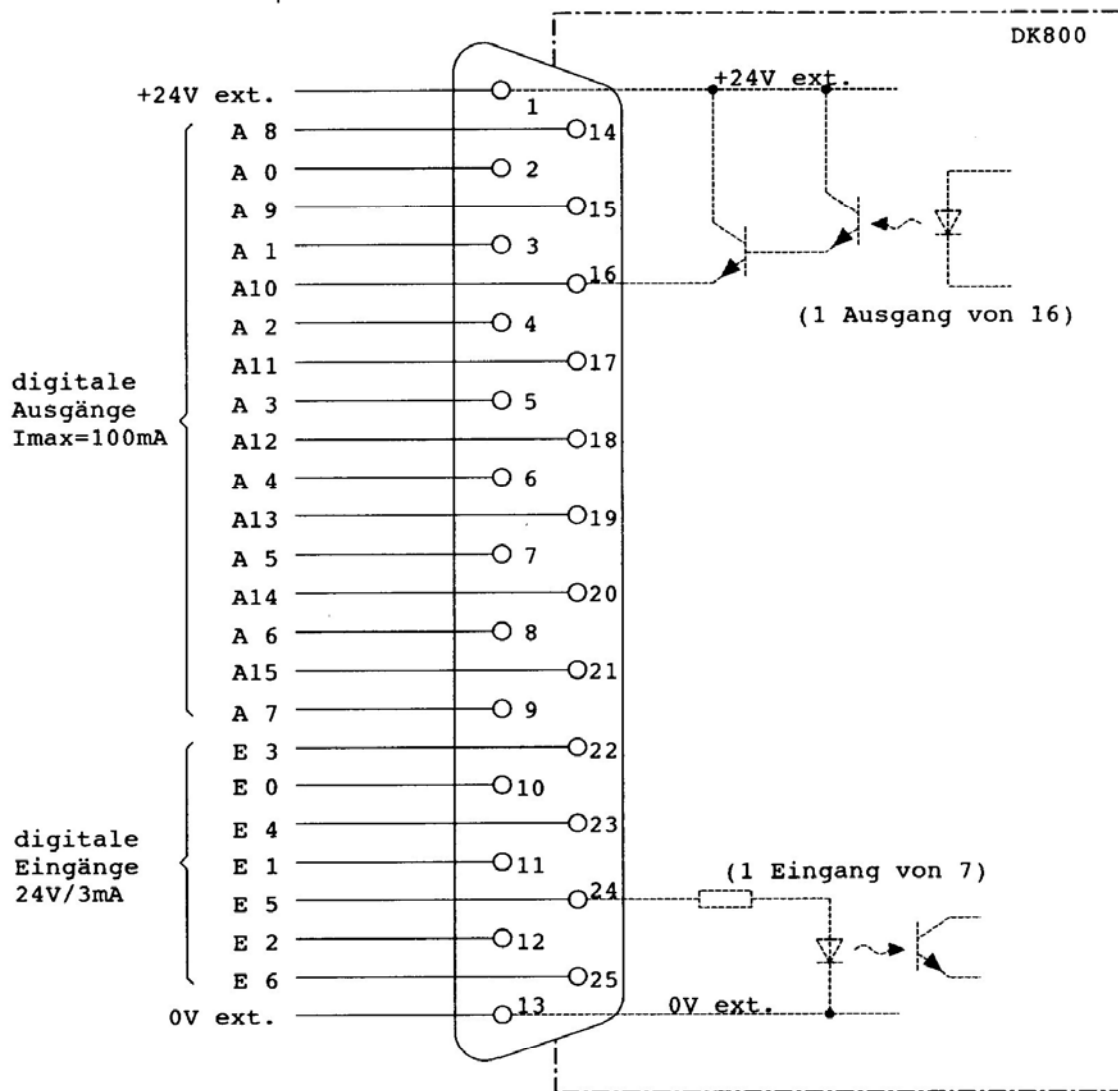 DK800
+24V ext.
+24V ext.
1
A 8
14
A 0
2
A 9
15
A 1
3
A10
16
(1 Ausgang von 16)
A 2
4
A11
17
digitale
Ausgänge
Imax=100mA
A 3
5
A12
18
A 4
6
A13
19
A 5
7
A14
20
A 6
8
A15
21
A 7
9
E 3
22
E 0
10
digitale
Eingänge
24V/3mA
E 4
23
E 1
11
(1 Eingang von 7)
E 5
24
E 2
12
E 6
25
0V ext.
13
0V ext.